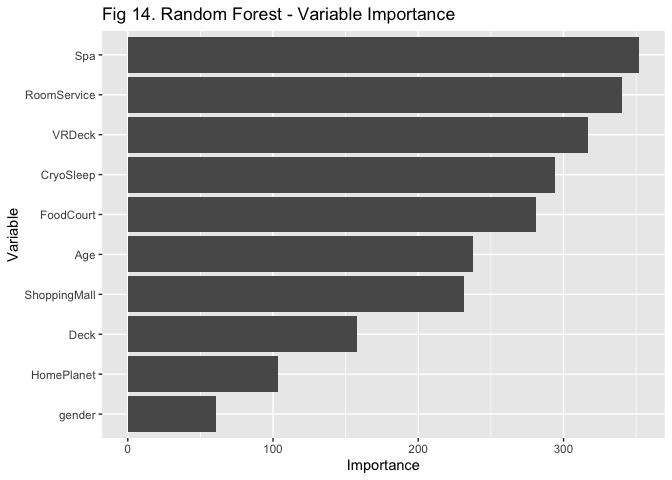 Fig 14. Random Forest - Variable Importance
Variable
Spa
RoomService
VRDeck
CryoSleep
FoodCourt
Age
ShoppingMall
Deck
HomePlanet
gender
0 100 200 300
Importance